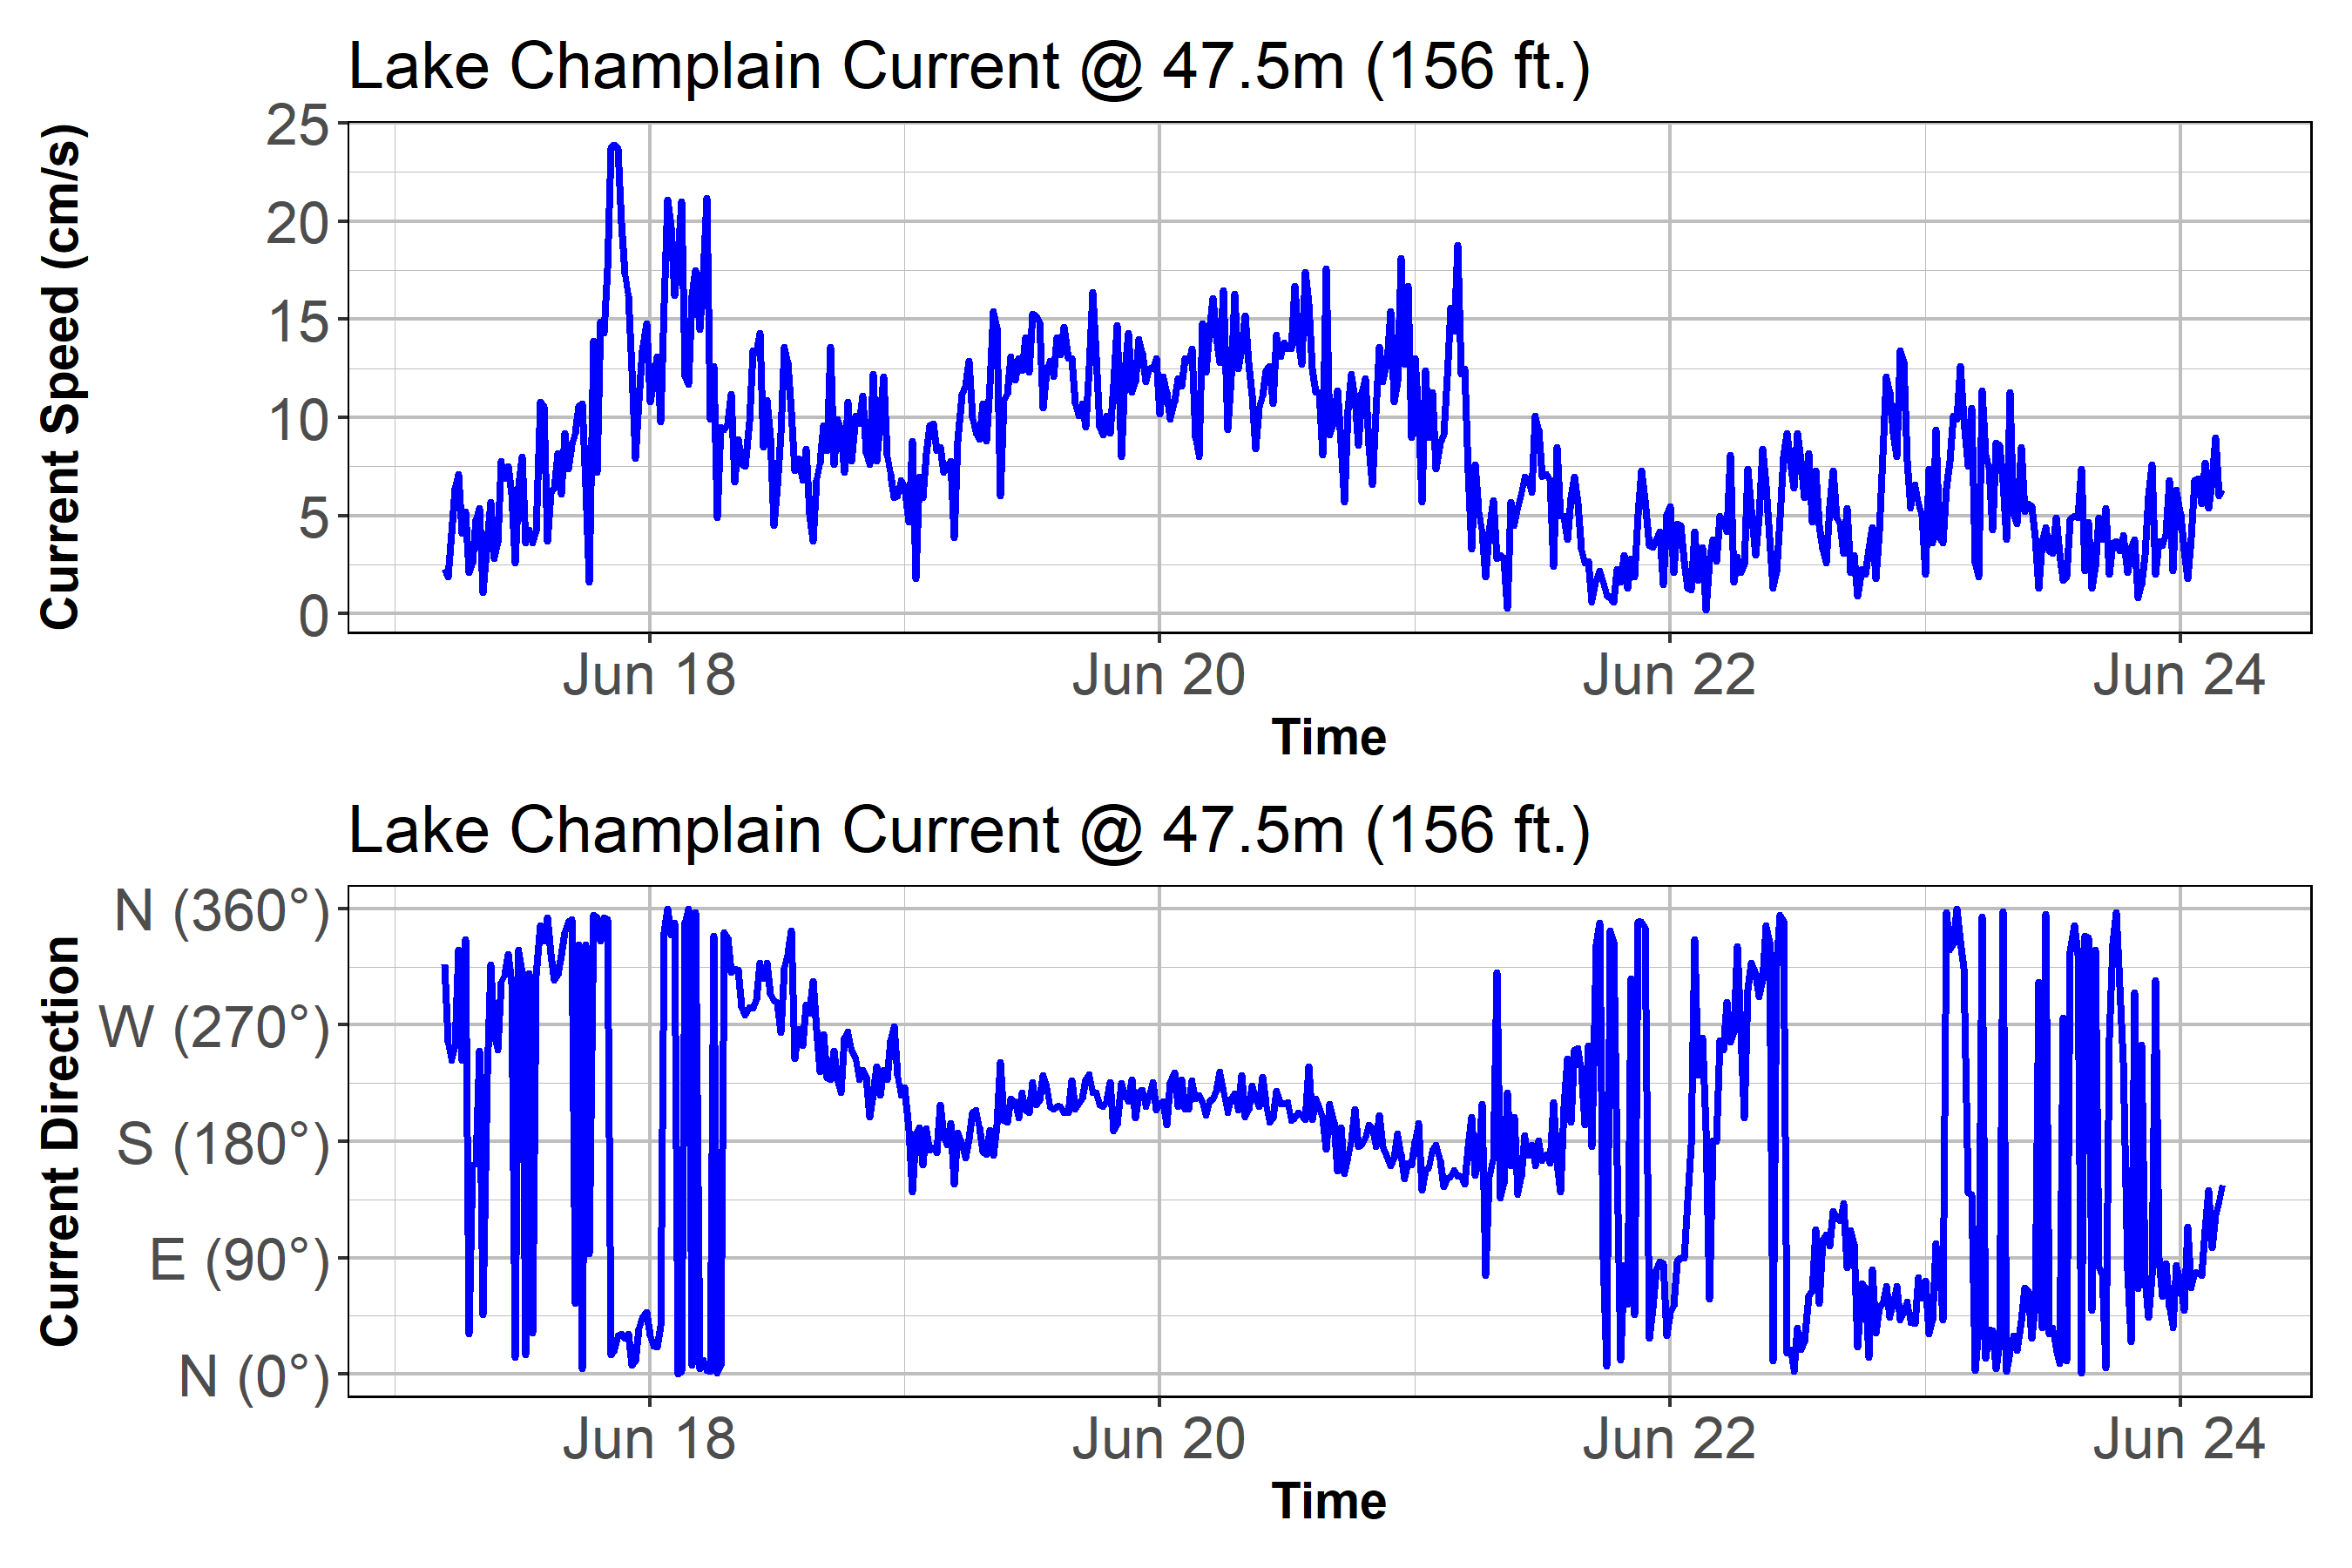 Lake Champlain Current @ 47.5m (156 ft.)
Current Speed (cm/s)
25
20
15
10
5
0
Jun 18 Jun 20 Jun 22 Jun 24
Time
Lake Champlain Current @ 47.5m (156 ft.)
Current Direction
N (360°)
W (270°)
S (180°)
E (90°)
N (0°)
Jun 18 Jun 20 Jun 22 Jun 24
Time